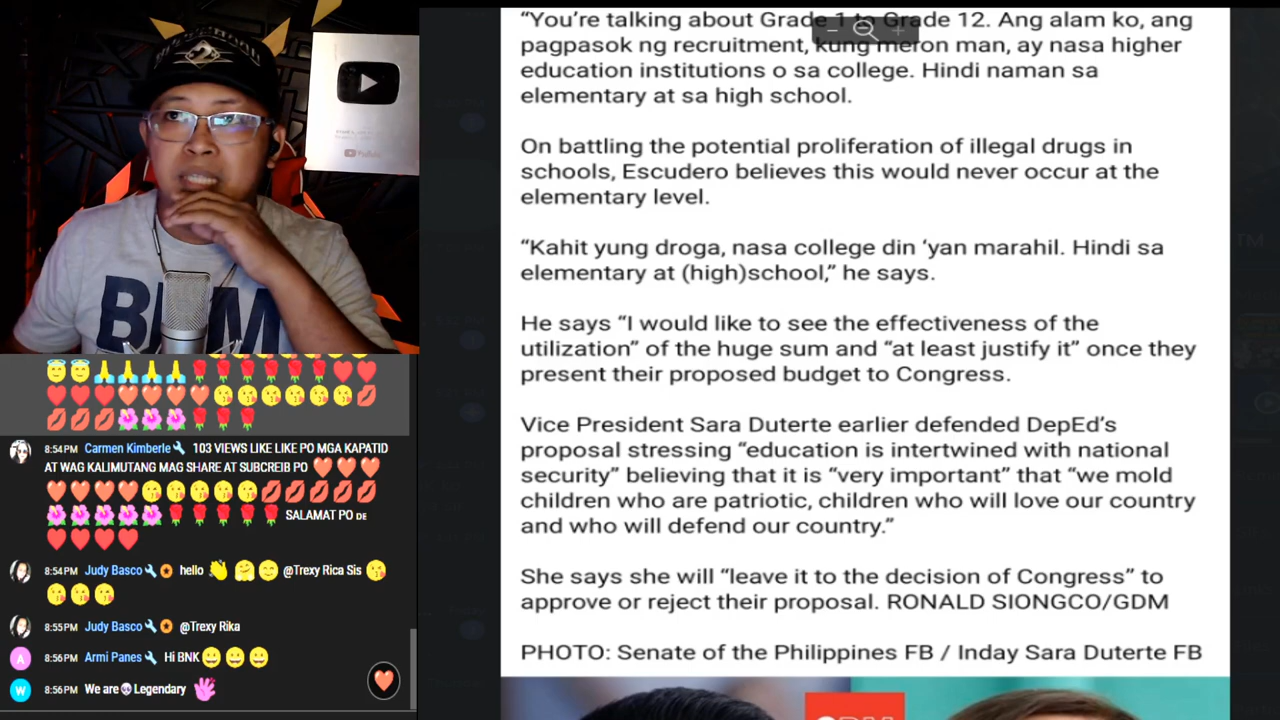 “You’re talking about Grade 1 to Grade 12. Ang alam ko, ang
pagpasok ng recruitment, kung meron man, ay nasa higher
education institutions o sa college. Hindi naman sa
elementary at sa high school.
On battling the potential proliferation of illegal drugs in
schools, Escudero believes this would never occur at the
elementary level.
“Kahit yung droga, nasa college din ‘yan marahil. Hindi sa
elementary at (high)school,” he says.
He says “I would like to see the effectiveness of the
utilization” of the huge sum and “at least justify it” once they
present their proposed budget to Congress.
Vice President Sara Duterte earlier defended DepEd’s
proposal stressing “education is intertwined with national
security” believing that it is “very important” that “we mold
children who are patriotic, children who will love our country
and who will defend our country.”
She says she will “leave it to the decision of Congress” to
approve or reject their proposal. RONALD SIONGCO/GDM
PHOTO: Senate of the Philippines FB / Inday Sara Duterte FB
8:54PM Carmen Kimberle 103 VIEWS LIKE LIKE PO MGA KAPATID
AT WAG KALIMUTANG MAG SHARE AT SUBCREIB PO
SALAMAT PO DE
8:54PM Judy Basco hello @Trexy Rica Sis
8:55PM Judy Basco @Trexy Rika
A 8:56PM Armi Panes Hi BNK
W 8:56PM We are Legendary
YouTube